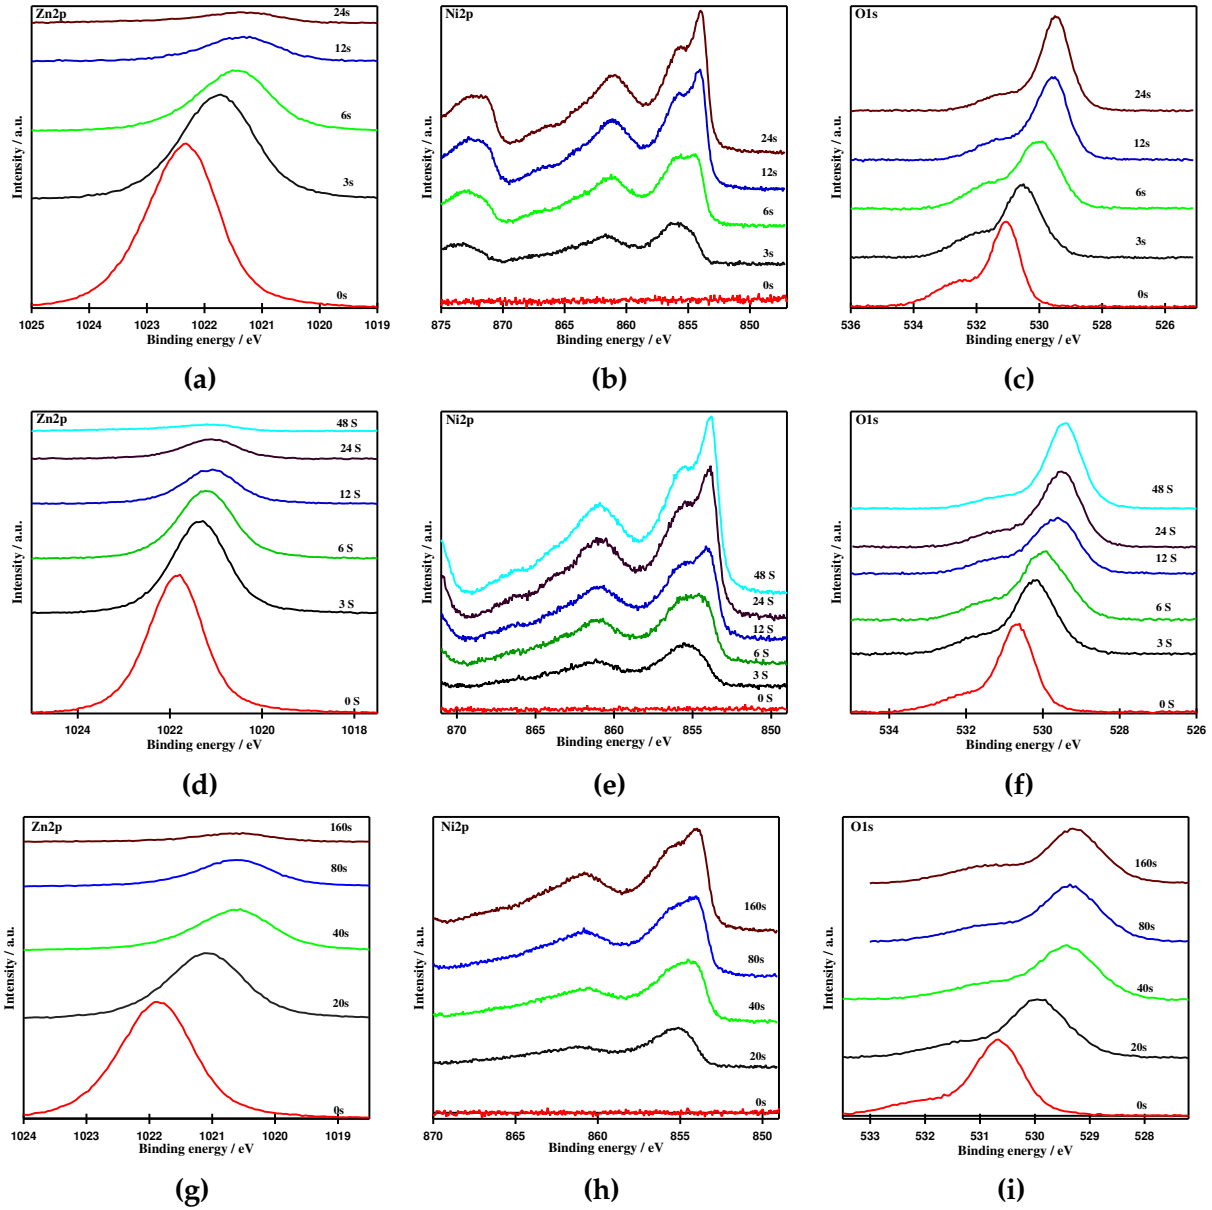 Zn2p
24s
12s
6s
3s
0s
Intensity / a.u.
1025 1024 1023 1022 1021 1020 1019
Binding energy / eV
(a)
Ni2p
24s
12s
6s
3s
0s
Intensity / a.u.
875 870 865 860 855 850
Binding energy / eV
(b)
O1s
24s
12s
6s
3s
0s
Intensity / a.u.
536 534 532 530 528 526
Binding energy / eV
(c)
Zn2p
48 S
24 S
12 S
6 S
3 S
0 S
Intensity / a.u.
1024 1022 1020 1018
Binding energy / eV
(d)
Ni2p
48 S
24 S
12 S
6 S
3 S
0 S
Intensity / a.u.
870 865 860 855 850
Binding energy / eV
(e)
O1s
48 S
24 S
12 S
6 S
3 S
0 S
Intensity / a.u.
534 532 530 528 526
Binding energy / eV
(f)
Zn2p
160s
80s
40s
20s
0s
Intensity / a.u.
1024 1023 1022 1021 1020 1019
Binding energy / eV
(g)
Ni2p
160s
80s
40s
20s
0s
Intensity / a.u.
870 865 860 855 850
Binding energy / eV
(h)
O1s
160s
80s
40s
20s
0s
Intensity / a.u.
533 532 531 530 529 528
Binding energy / eV
(i)